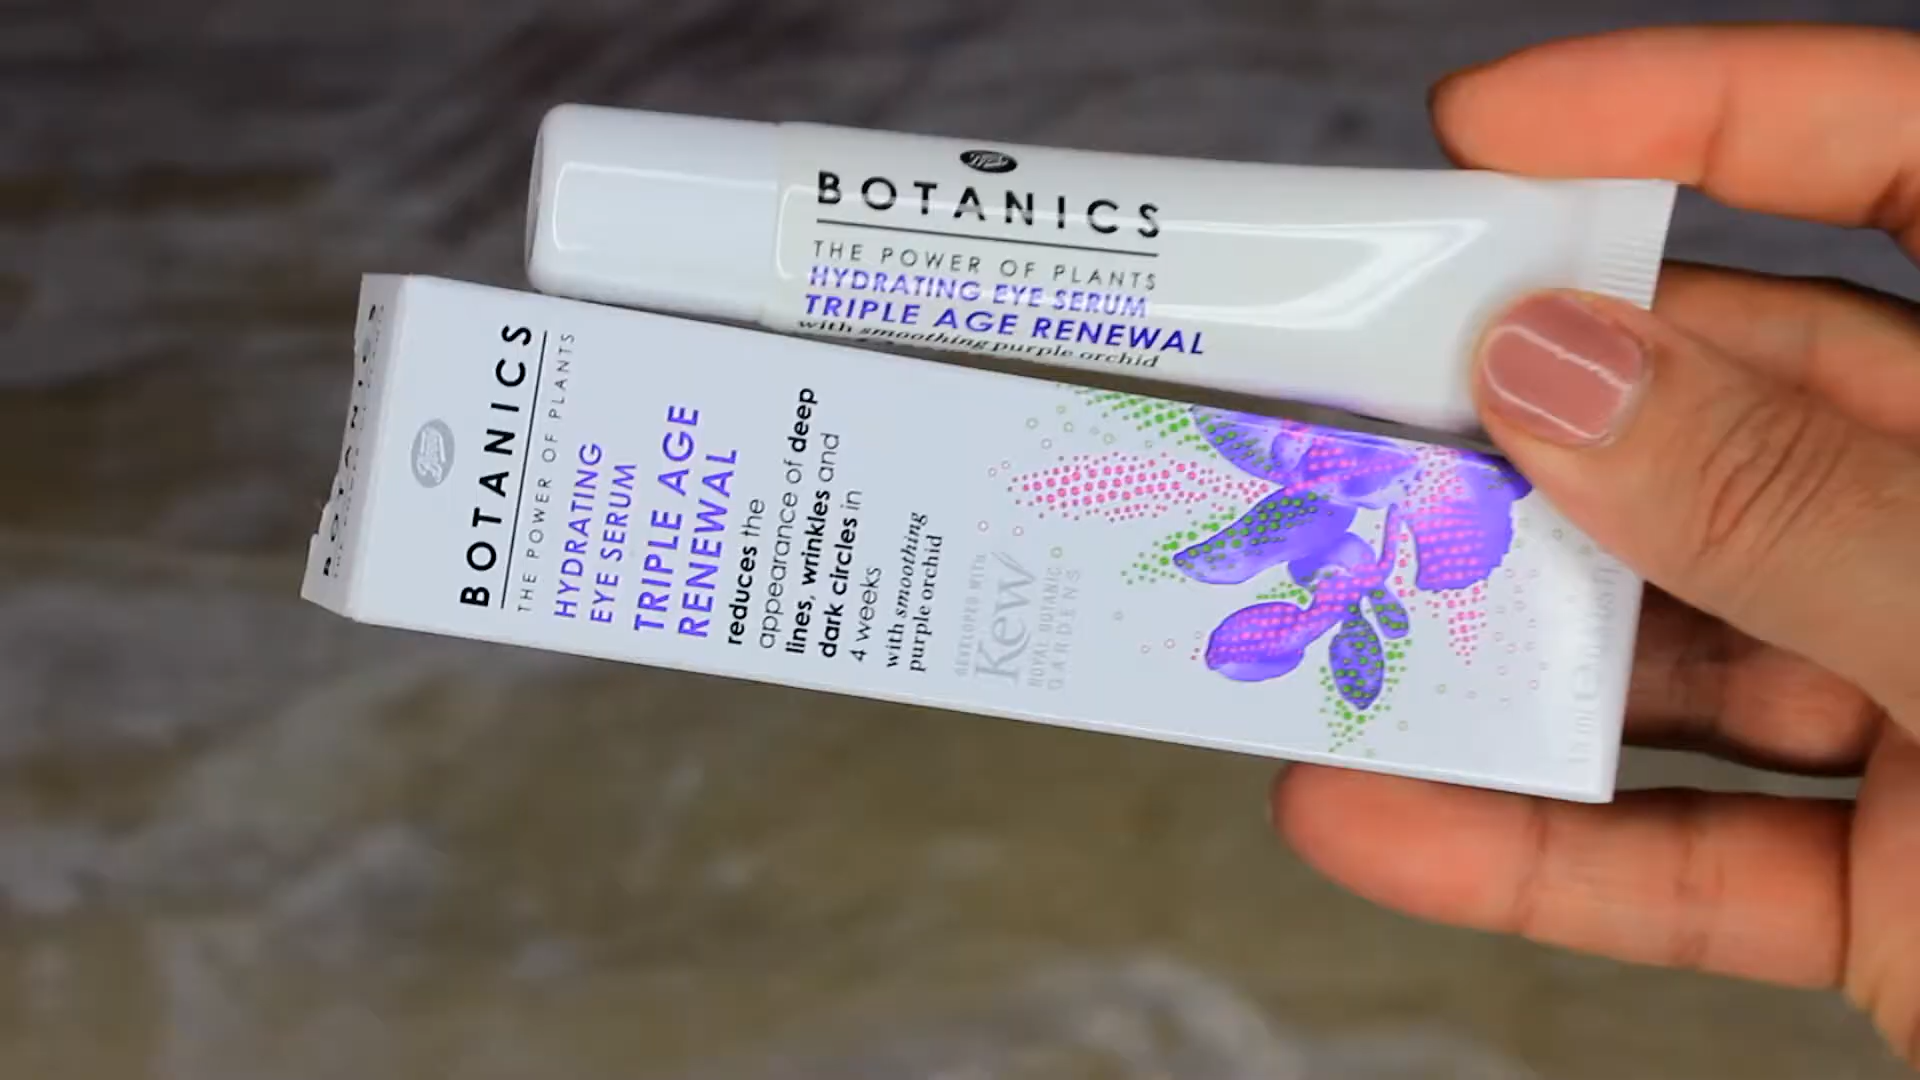 Boots
BOTANICS
THE POWER OF PLANTS
HYDRATING EYE SERUM
TRIPLE AGE RENEWAL
with smoothing purple orchid
Boots
BOTANICS
THE POWER OF PLANTS
HYDRATING
EYE SERUM
TRIPLE AGE
RENEWAL
reduces the
appearance of deep
lines, wrinkles and
dark circles in
4 weeks
with smoothing
purple orchid
DEVELOPED WITH
Kew
ROYAL BOTANIC
GARDENS
BOTANICS